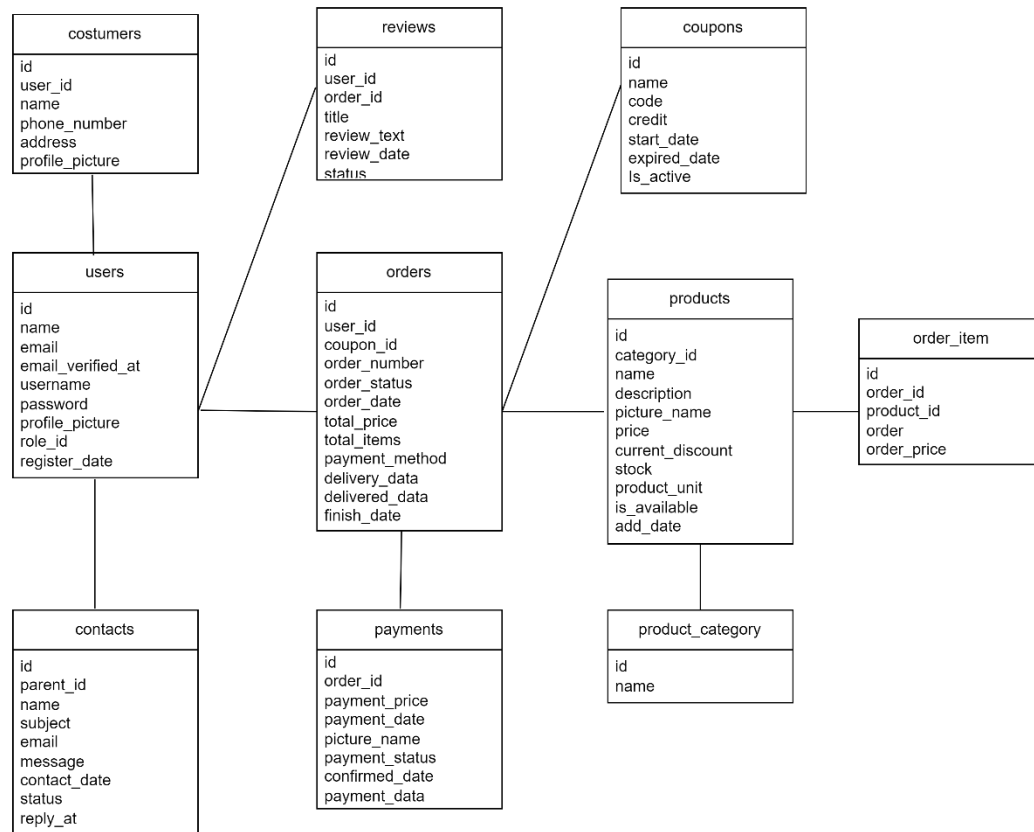 costumers
id
user_id
name
phone_number
address
profile_picture
reviews
id
user_id
order_id
title
review_text
review_date
status
coupons
id
name
code
credit
start_date
expired_date
Is_active
users
id
name
email
email_verified_at
username
password
profile_picture
role_id
register_date
orders
id
user_id
coupon_id
order_number
order_status
order_date
total_price
total_items
payment_method
delivery_data
delivered_data
finish_date
products
id
category_id
name
description
picture_name
price
current_discount
stock
product_unit
is_available
add_date
order_item
id
order_id
product_id
order
order_price
contacts
id
parent_id
name
subject
email
message
contact_date
status
reply_at
payments
id
order_id
payment_price
payment_date
picture_name
payment_status
confirmed_date
payment_data
product_category
id
name